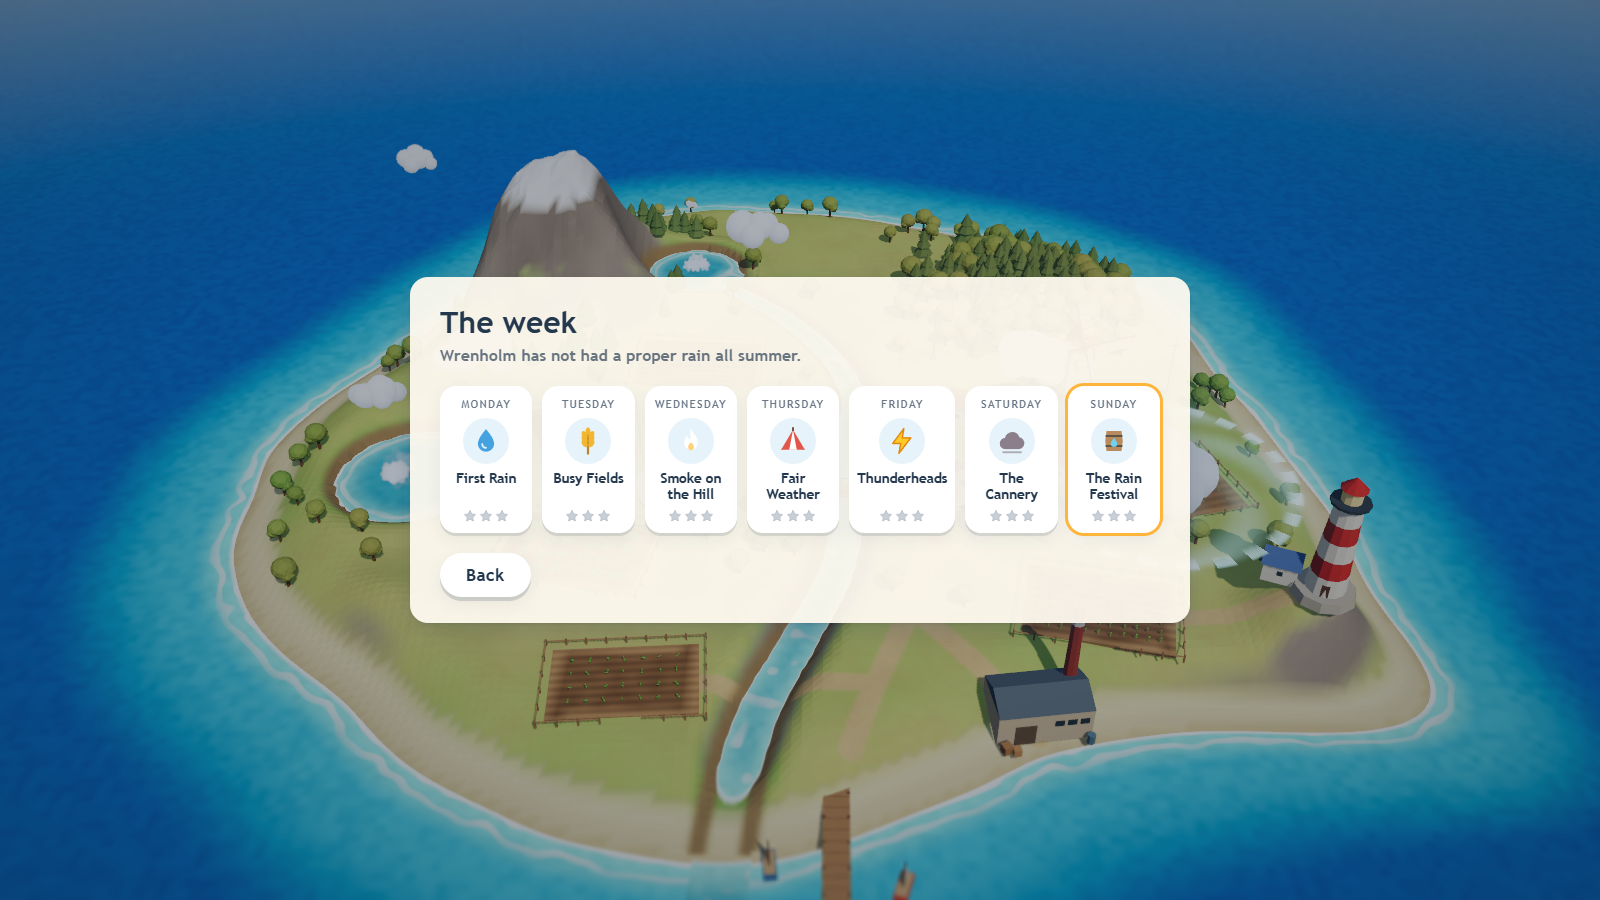 The week
Wrenholm has not had a proper rain all summer.
MONDAY
First Rain
TUESDAY
Busy Fields
WEDNESDAY
Smoke on
the Hill
THURSDAY
Fair
Weather
FRIDAY
Thunderheads
SATURDAY
The
Cannery
SUNDAY
The Rain
Festival
Back